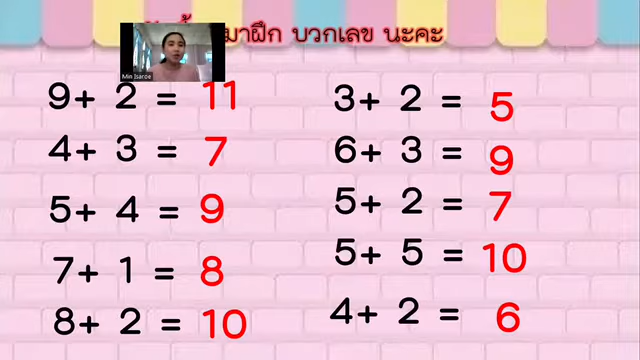 มาฝึก บวกเลข นะคะ
Min Isaroe
9+ 2 = 11
4+ 3 = 7
5+ 4 = 9
7+ 1 = 8
8+ 2 = 10
3+ 2 = 5
6+ 3 = 9
5+ 2 = 7
5+ 5 = 10
4+ 2 = 6